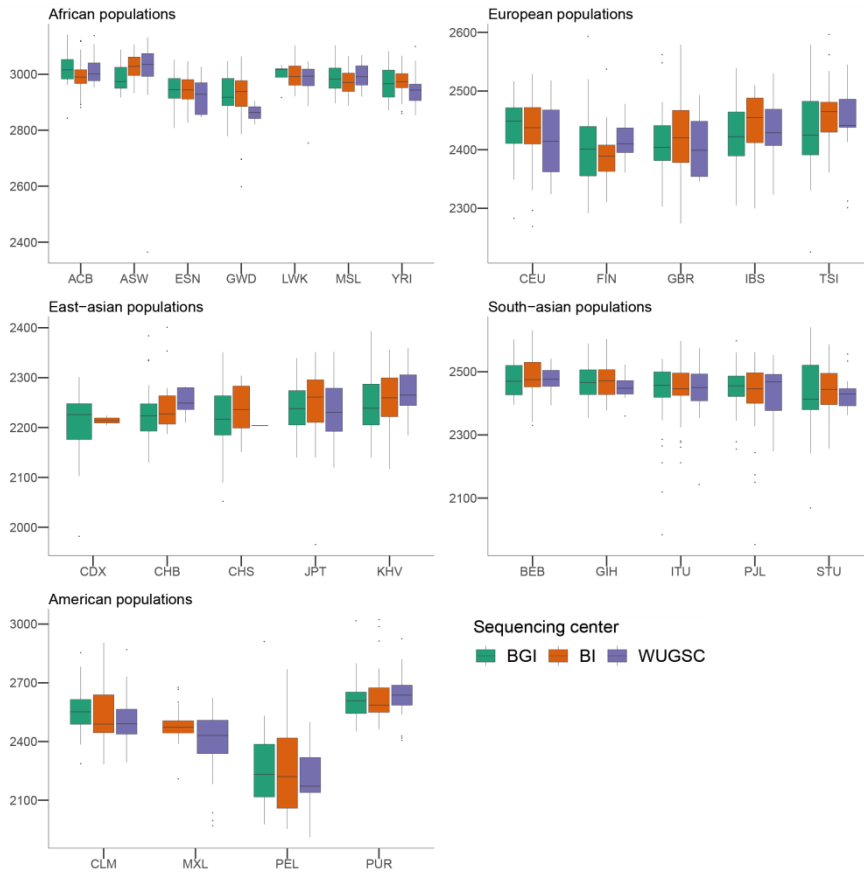 African populations
3000
2800
2600
2400
ACB ASW ESN GWD LWK MSL YRI
European populations
2600
2500
2400
2300
CEU FIN GBR IBS TSI
East−asian populations
2400
2300
2200
2100
2000
CDX CHB CHS JPT KHV
South−asian populations
2500
2300
2100
BEB GIH ITU PJL STU
American populations
3000
2700
2400
2100
CLM MXL PEL PUR
Sequencing center
BGI BI WUGSC